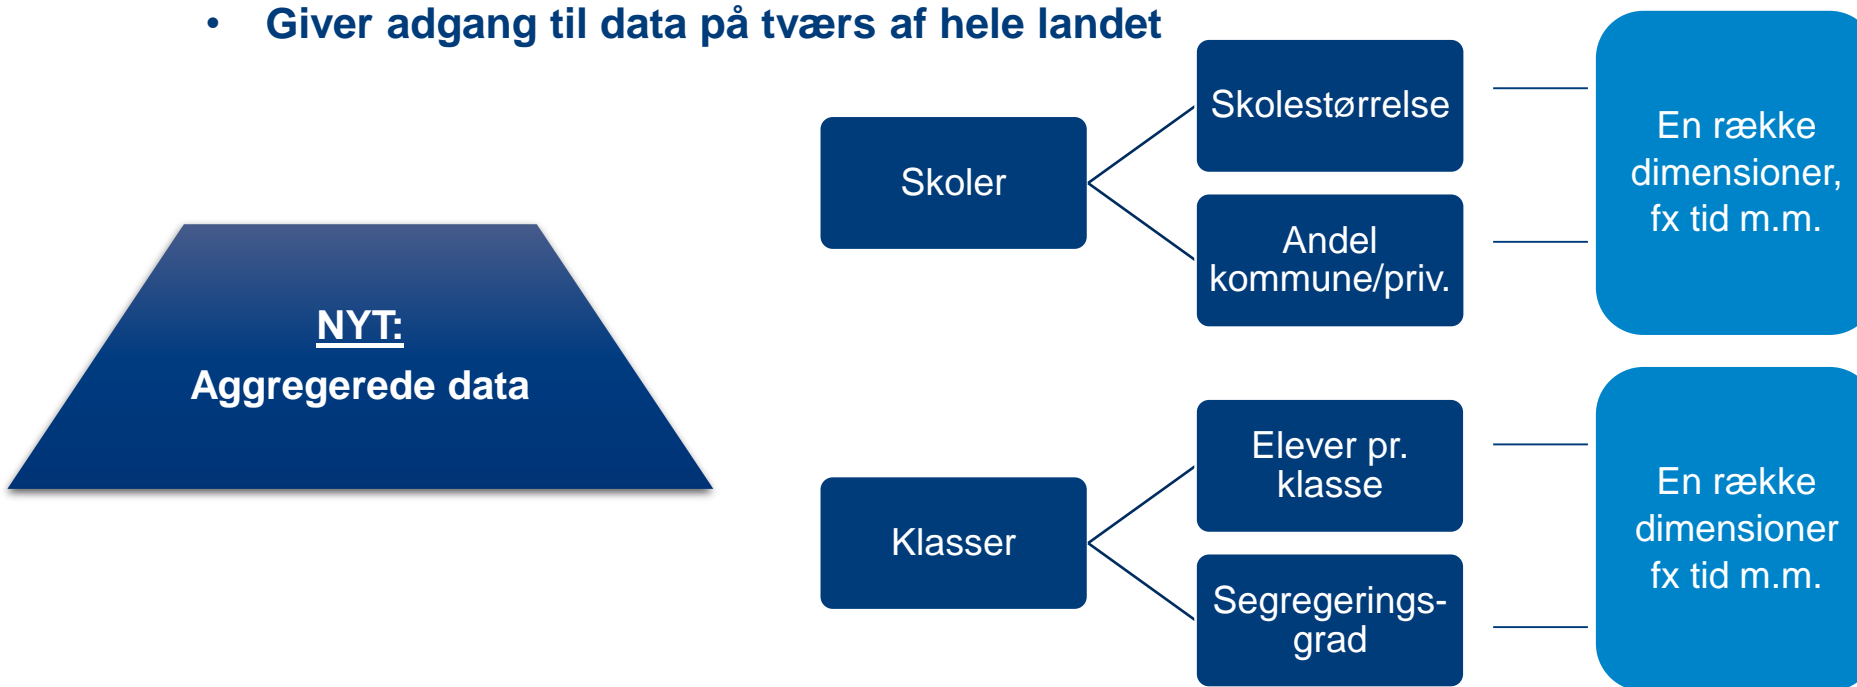 • Giver adgang til data på tværs af hele landet
NYT:
Aggregerede data
Skoler
Skolestørrelse
Andel
kommune/priv.
En række
dimensioner,
fx tid m.m.
Klasser
Elever pr.
klasse
Segregerings-
grad
En række
dimensioner
fx tid m.m.